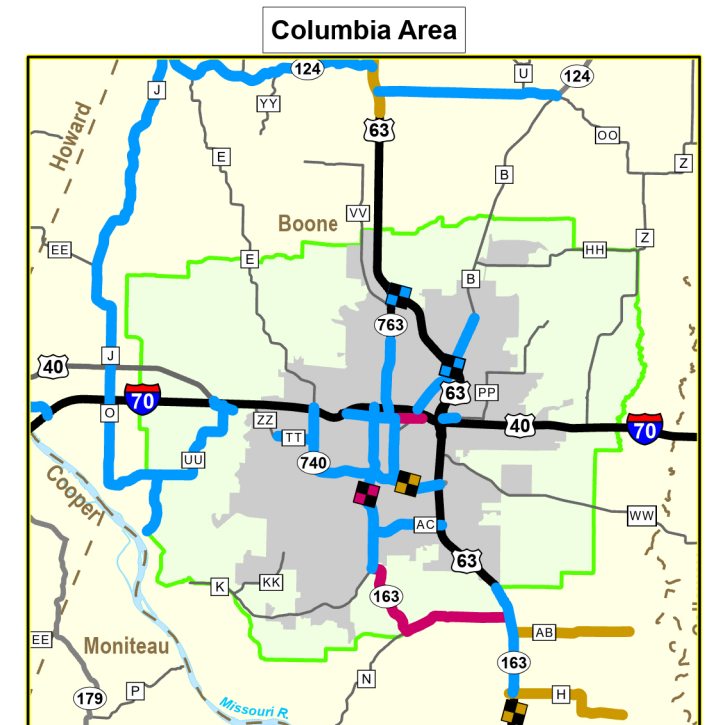 Columbia Area
124
U
124
J
YY
63
Howard
OO
E
Z
B
VV
Boone
Z
EE
E
HH
B
763
J
40
70
63
PP
O
ZZ
40
70
TT
740
UU
Cooper
WW
AC
63
K
KK
163
AB
EE
Moniteau
163
N
179
P
H
Missouri R.